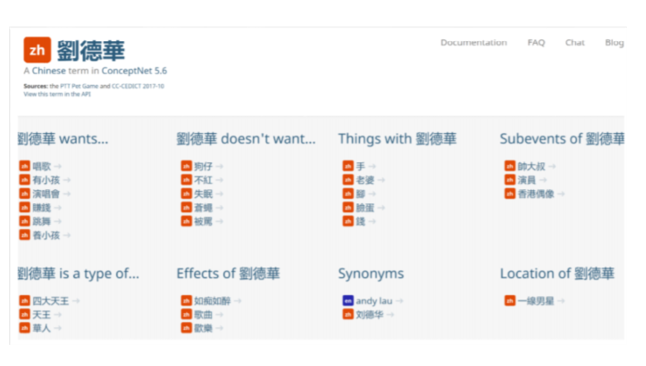 zh 劉德華
Documentation FAQ Chat Blog
A Chinese term in ConceptNet 5.6
Sources: the PTT Pet Game and CC-CEDICT 2017-10
View this term in the API
劉德華 wants...
zh 唱歌 →
zh 有小孩 →
zh 演唱會 →
zh 賺錢 →
zh 跳舞 →
zh 養小孩 →
劉德華 doesn't want...
zh 狗仔 →
zh 不紅 →
zh 失眠 →
zh 蒼蠅 →
zh 被罵 →
Things with 劉德華
zh 手 →
zh 老婆 →
zh 腳 →
zh 臉蛋 →
zh 錢 →
Subevents of 劉德華
zh 帥大叔 →
zh 演員 →
zh 香港偶像 →
劉德華 is a type of...
zh 四大天王 →
zh 天王 →
zh 華人 →
Effects of 劉德華
zh 如痴如醉 →
zh 歌曲 →
zh 歡樂 →
Synonyms
en andy lau →
zh 刘德华 →
Location of 劉德華
zh 一線男星 →